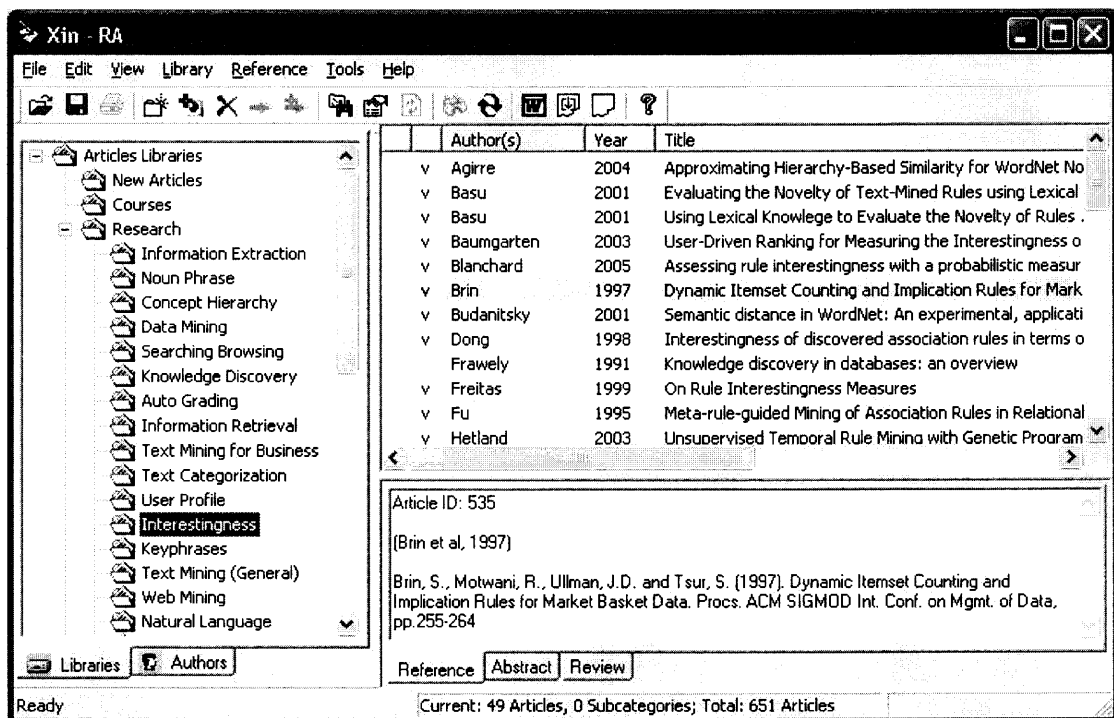 Xin - RA
File Edit View Library Reference Tools Help
Articles Libraries
New Articles
Courses
Research
Information Extraction
Noun Phrase
Concept Hierarchy
Data Mining
Searching Browsing
Knowledge Discovery
Auto Grading
Information Retrieval
Text Mining for Business
Text Categorization
User Profile
Interestingness
Keyphrases
Text Mining (General)
Web Mining
Natural Language
Libraries Authors
Author(s) Year Title
v Agirre 2004 Approximating Hierarchy-Based Similarity for WordNet No
v Basu 2001 Evaluating the Novelty of Text-Mined Rules using Lexical
v Basu 2001 Using Lexical Knowlege to Evaluate the Novelty of Rules .
v Baumgarten 2003 User-Driven Ranking for Measuring the Interestingness o
v Blanchard 2005 Assessing rule interestingness with a probabilistic measur
v Brin 1997 Dynamic Itemset Counting and Implication Rules for Mark
v Budanitsky 2001 Semantic distance in WordNet: An experimental, applicati
v Dong 1998 Interestingness of discovered association rules in terms o
Frawely 1991 Knowledge discovery in databases: an overview
v Freitas 1999 On Rule Interestingness Measures
v Fu 1995 Meta-rule-guided Mining of Association Rules in Relational
v Hetland 2003 Unsupervised Temporal Rule Mining with Genetic Program
Article ID: 535
(Brin et al, 1997)
Brin, S., Motwani, R., Ullman, J.D. and Tsur, S. (1997). Dynamic Itemset Counting and
Implication Rules for Market Basket Data. Procs. ACM SIGMOD Int. Conf. on Mgmt. of Data,
pp.255-264
Reference Abstract Review
Ready Current: 49 Articles, 0 Subcategories; Total: 651 Articles